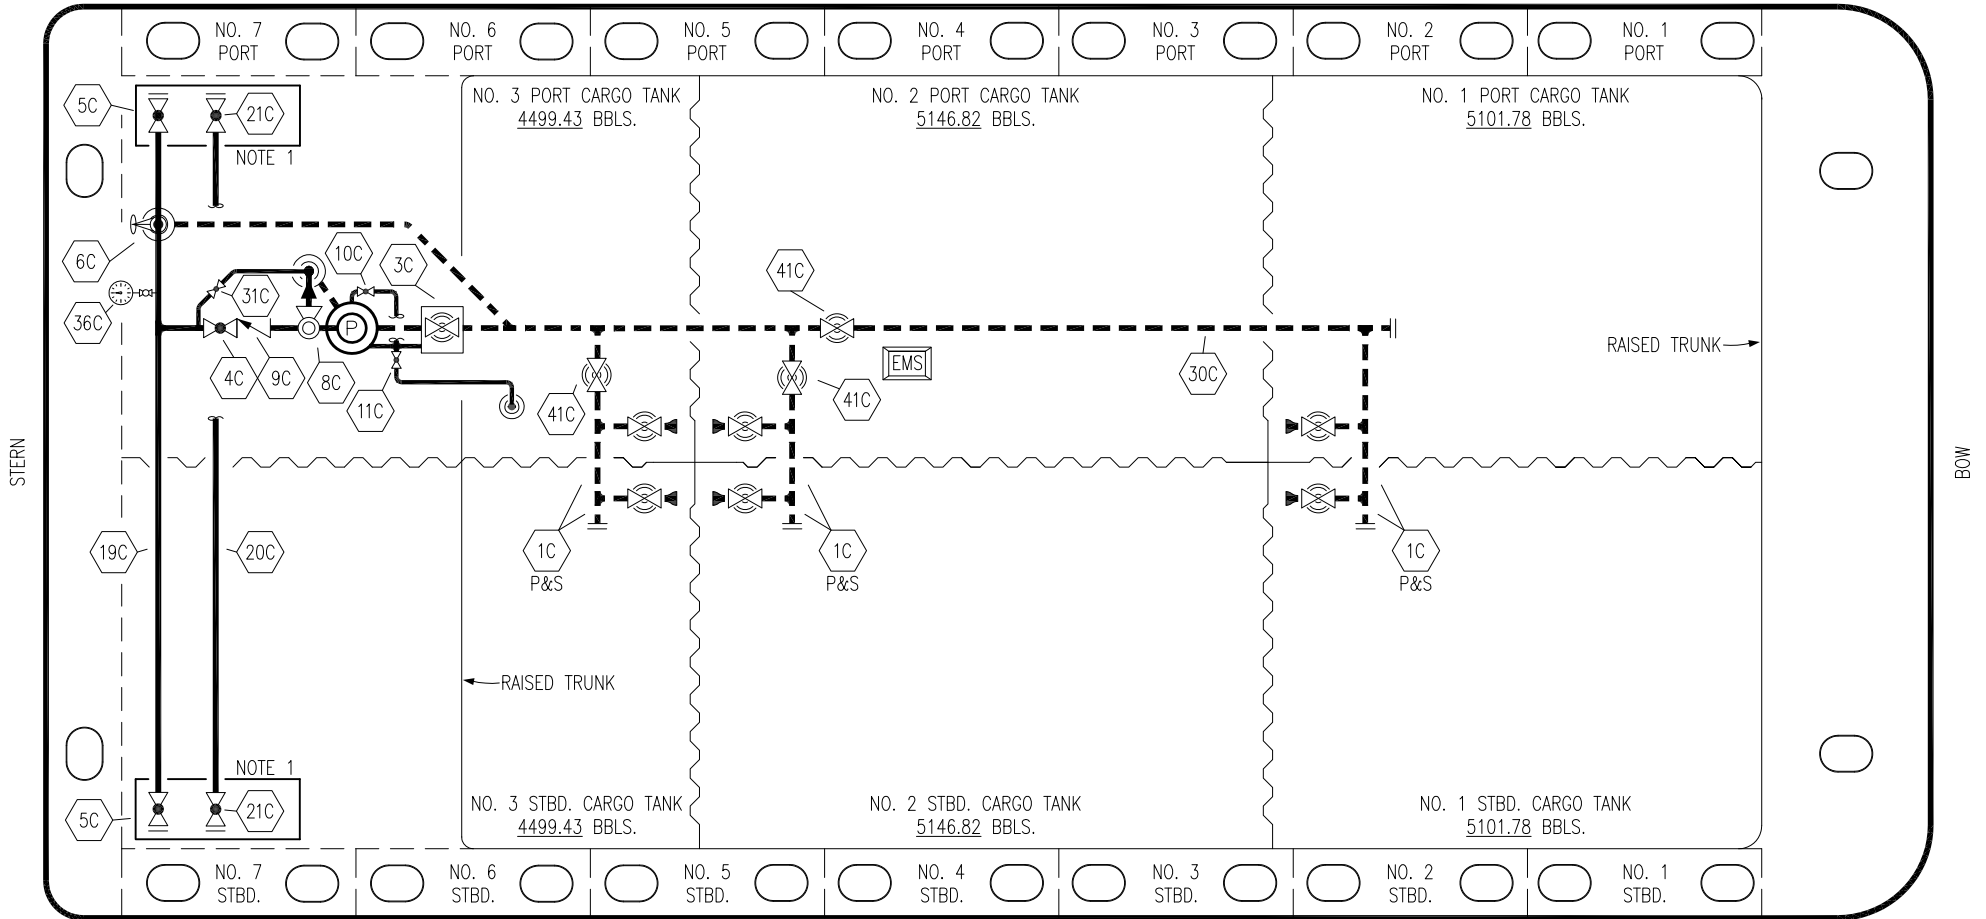 NO. 7
PORT
NO. 6
PORT
NO. 5
PORT
NO. 4
PORT
NO. 3
PORT
NO. 2
PORT
NO. 1
PORT
5C
21C
NOTE 1
NO. 3 PORT CARGO TANK
4499.43 BBLS.
NO. 2 PORT CARGO TANK
5146.82 BBLS.
NO. 1 PORT CARGO TANK
5101.78 BBLS.
6C
10C
3C
41C
31C
36C
P
4C
9C
8C
11C
41C
41C
EMS
30C
RAISED TRUNK
STERN
BOW
19C
20C
1C
P&S
1C
P&S
1C
P&S
RAISED TRUNK
NOTE 1
5C
21C
NO. 3 STBD. CARGO TANK
4499.43 BBLS.
NO. 2 STBD. CARGO TANK
5146.82 BBLS.
NO. 1 STBD. CARGO TANK
5101.78 BBLS.
NO. 7
STBD.
NO. 6
STBD.
NO. 5
STBD.
NO. 4
STBD.
NO. 3
STBD.
NO. 2
STBD.
NO. 1
STBD.